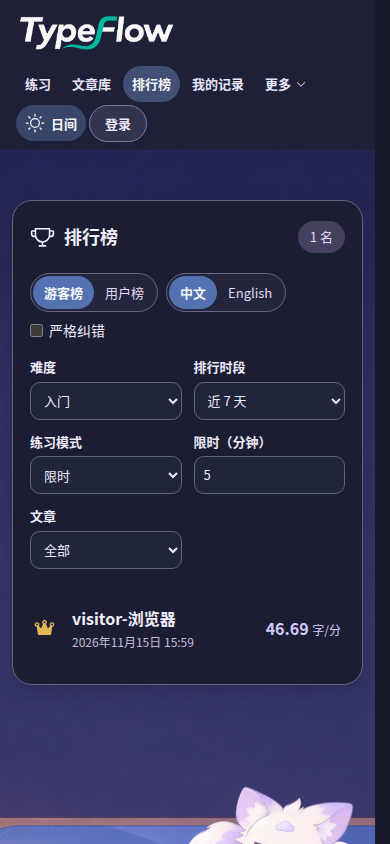 TypeFlow
练习 文章库 排行榜 我的记录 更多
日间 登录
排行榜 1 名
游客榜 用户榜 中文 English
严格纠错
难度 排行时段
入门 近 7 天
练习模式 限时（分钟）
限时 5
文章
全部
visitor-浏览器
2026年11月15日 15:59
46.69 字/分